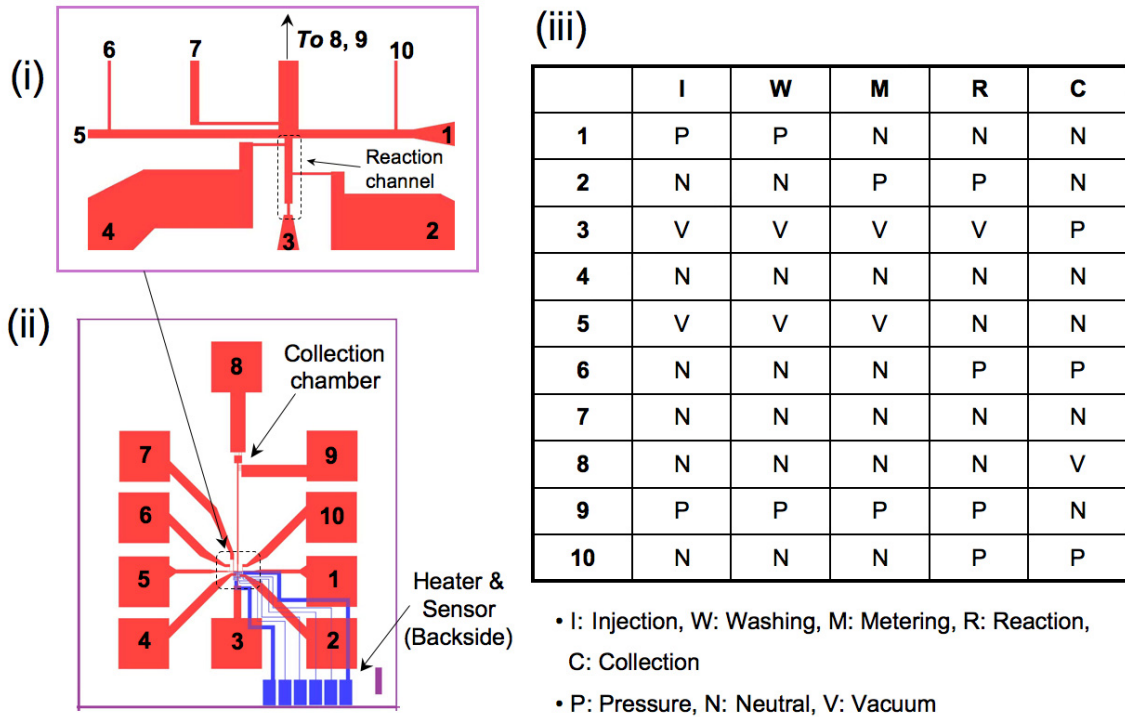 (i)
6
7
To 8, 9
10
5
1
Reaction
channel
4
3
2
(ii)
8
Collection
chamber
7
9
6
10
5
1
Heater &
Sensor
(Backside)
4
3
2
(iii)
I W M R C
1 P P N N N
2 N N P P N
3 V V V V P
4 N N N N N
5 V V V N N
6 N N N P P
7 N N N N N
8 N N N N V
9 P P P P N
10 N N N P P
• I: Injection, W: Washing, M: Metering, R: Reaction,
C: Collection
• P: Pressure, N: Neutral, V: Vacuum